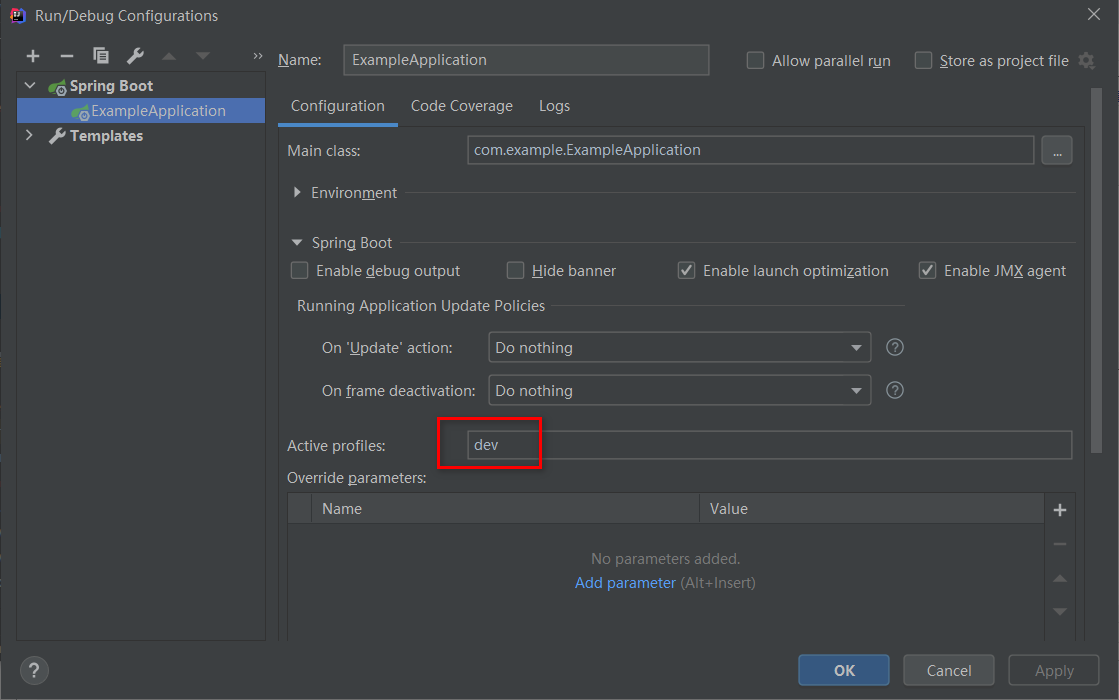 Run/Debug Configurations
Name: ExampleApplication Allow parallel run Store as project file
Spring Boot
ExampleApplication
Templates
Configuration Code Coverage Logs
Main class: com.example.ExampleApplication ...
Environment
Spring Boot
Enable debug output Hide banner Enable launch optimization Enable JMX agent
Running Application Update Policies
On 'Update' action: Do nothing ?
On frame deactivation: Do nothing ?
Active profiles: dev
Override parameters:
Name Value
No parameters added.
Add parameter (Alt+Insert)
? OK Cancel Apply